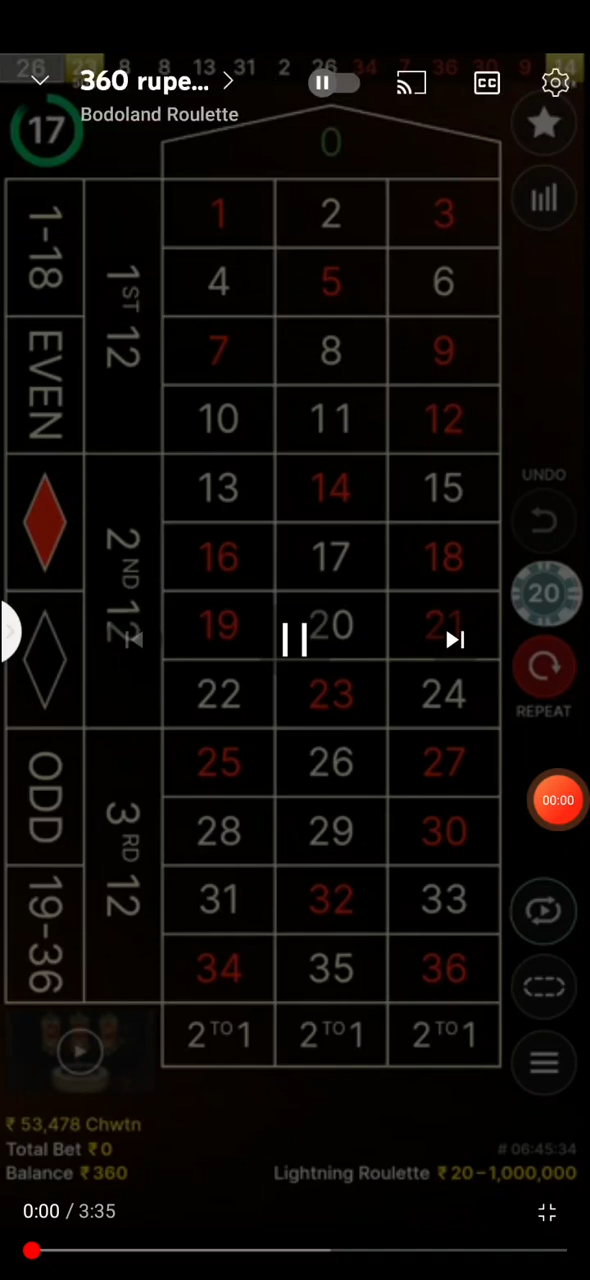 26 23 8 8 13 31 2 26 34 7 36 30 9 14
360 rupe...
Bodoland Roulette
17
0
1-18
EVEN
ODD
19-36
1ST 12
2ND 12
3RD 12
1 2 3
4 5 6
7 8 9
10 11 12
13 14 15
16 17 18
19 20 21
22 23 24
25 26 27
28 29 30
31 32 33
34 35 36
2TO1 2TO1 2TO1
CC
UNDO
20
REPEAT
00:00
₹ 53,478 Chwtn
Total Bet ₹0
# 06:45:34
Balance ₹360
Lightning Roulette ₹20-1,000,000
0:00 / 3:35